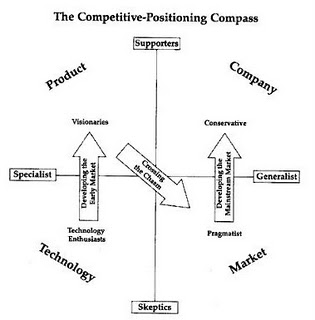 The Competitive-Positioning Compass
Supporters
Product
Company
Visionaries
Conservative
Developing the
Early Market
Crossing
the Chasm
Developing the
Mainstream Market
Specialist
Generalist
Technology
Enthusiasts
Pragmatist
Technology
Market
Skeptics